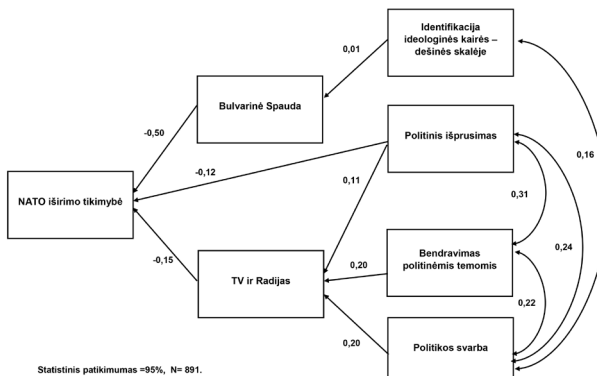 Identifikacija
ideologinės kairės –
dešinės skalėje
0,01
Bulvarinė Spauda
-0,50
Politinis išprusimas
0,16
-0,12
0,11
NATO iširimo tikimybė
0,31
-0,15
0,24
Bendravimas
politinėmis temomis
TV ir Radijas
0,20
0,22
0,20
Politikos svarba
Statistinis patikimumas =95%, N= 891.